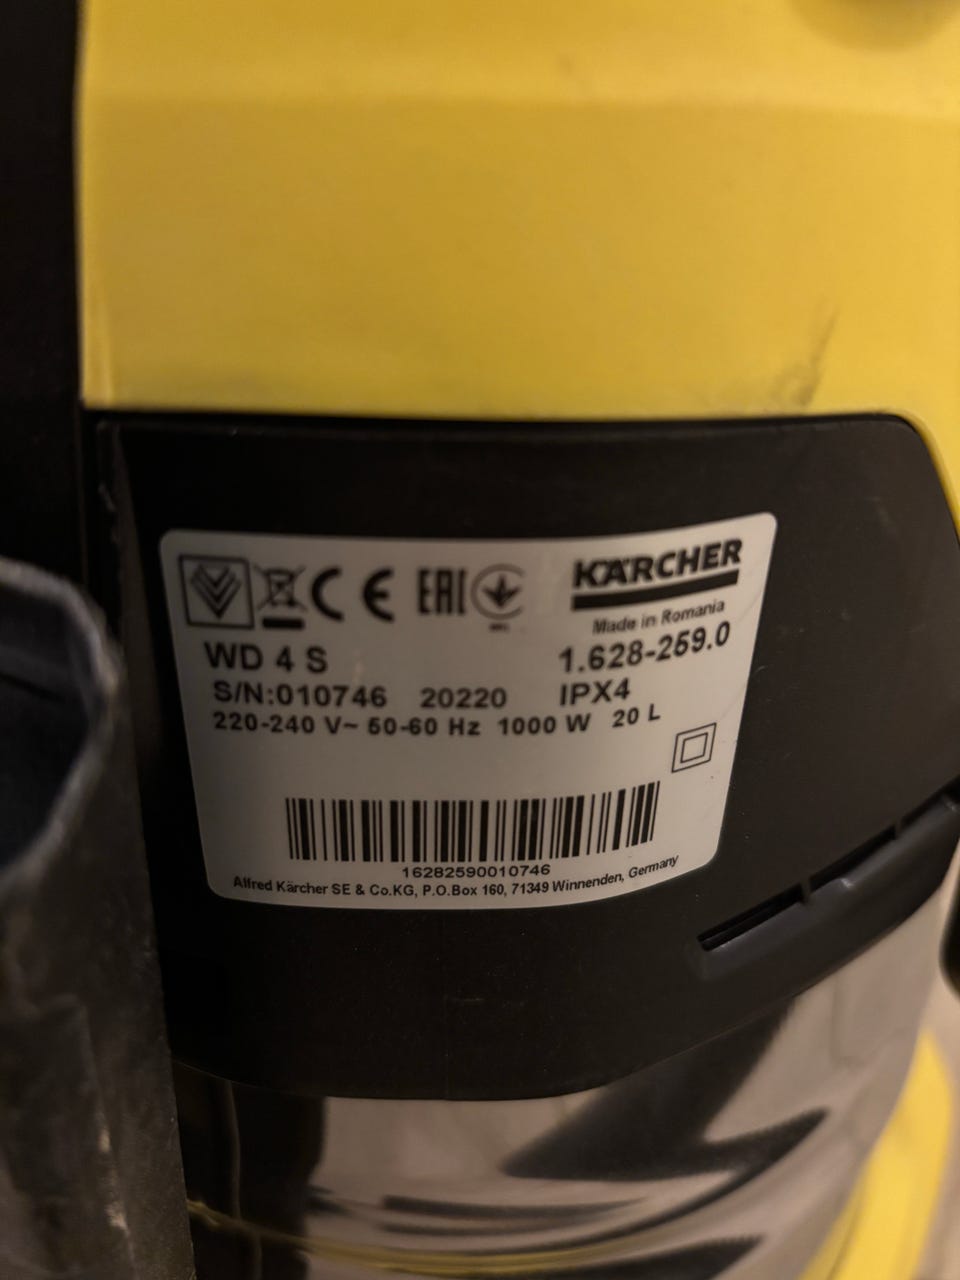 CE EAC
KÄRCHER
Made in Romania
WD 4 S 1.628-259.0
S/N:010746 20220 IPX4
220-240 V~ 50-60 Hz 1000 W 20 L
16282590010746
Alfred Kärcher SE & Co.KG, P.O.Box 160, 71349 Winnenden, Germany